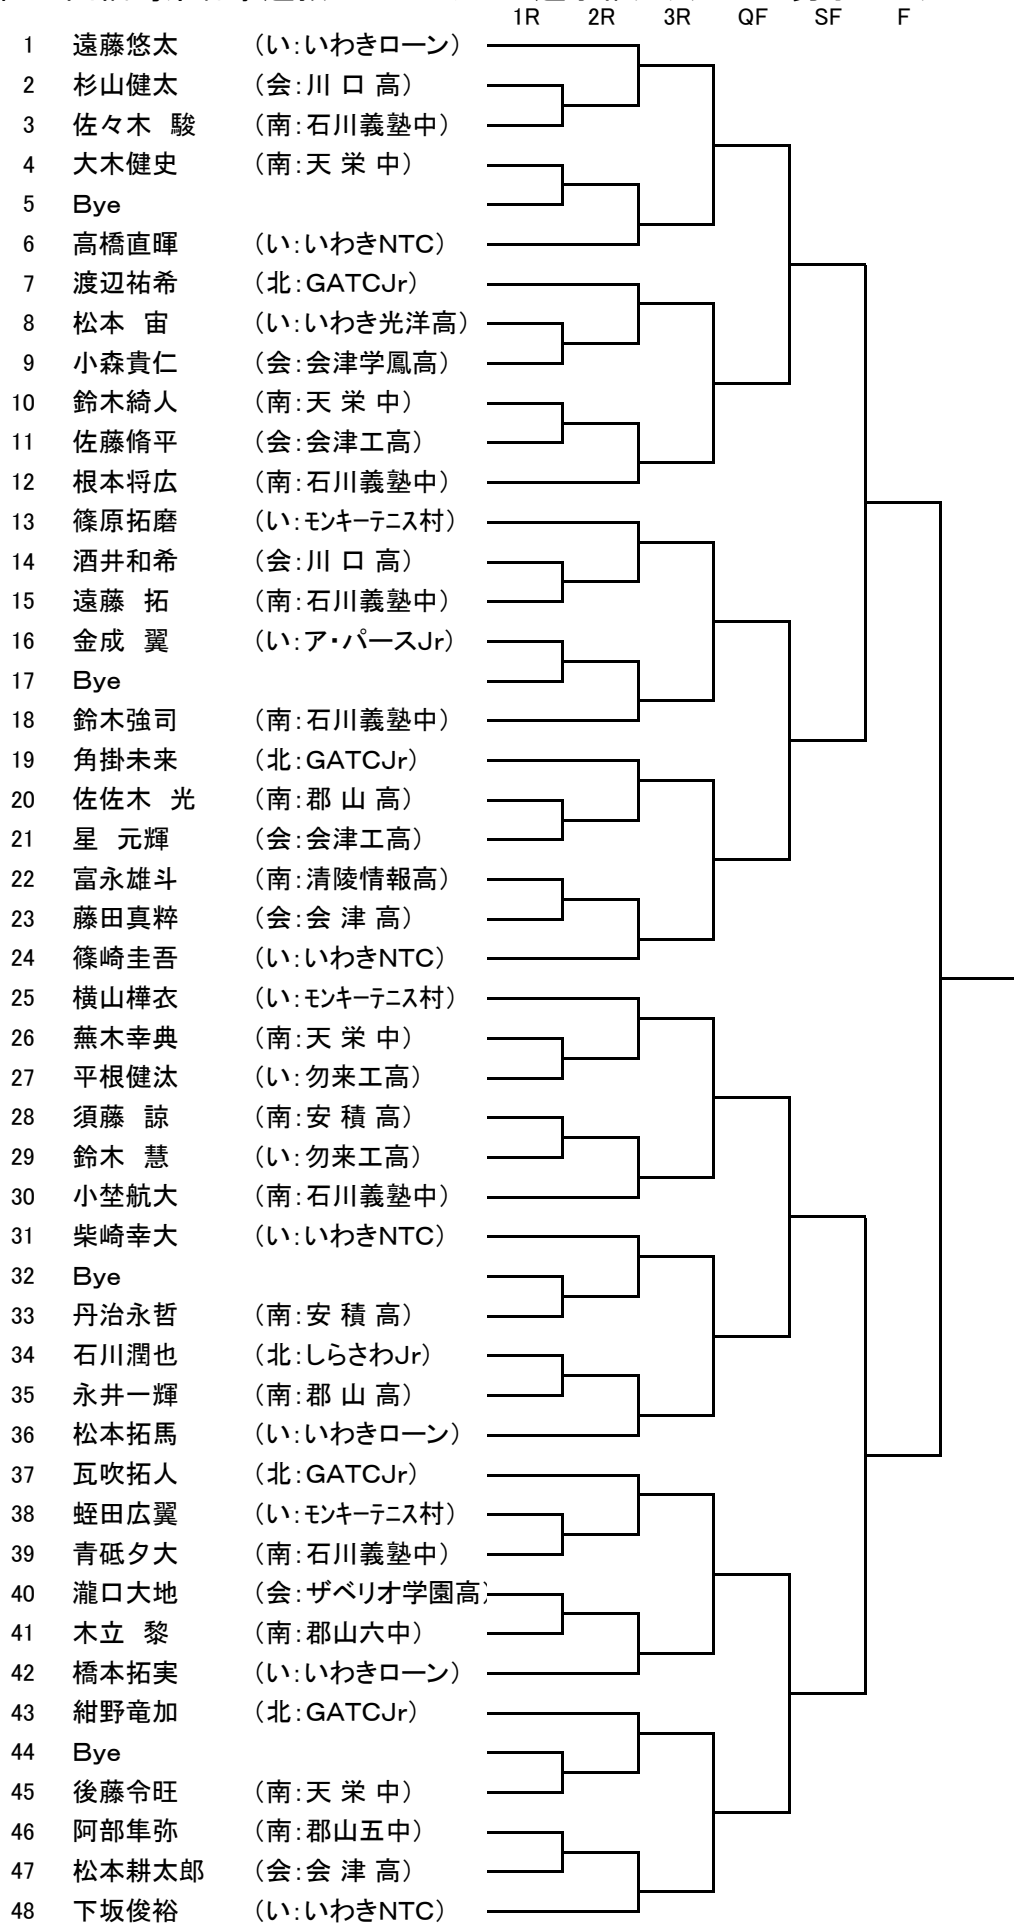 1R 2R 3R QF SF F
1 遠藤悠太 (い:いわきローン)
2 杉山健太 (会:川 口 高)
3 佐々木 駿 (南:石川義塾中)
4 大木健史 (南:天 栄 中)
5 Bye
6 高橋直暉 (い:いわきNTC)
7 渡辺祐希 (北:GATCJr)
8 松本 宙 (い:いわき光洋高)
9 小森貴仁 (会:会津学鳳高)
10 鈴木綺人 (南:天 栄 中)
11 佐藤脩平 (会:会津工高)
12 根本将広 (南:石川義塾中)
13 篠原拓磨 (い:モンキーテニス村)
14 酒井和希 (会:川 口 高)
15 遠藤 拓 (南:石川義塾中)
16 金成 翼 (い:ア・パースJr)
17 Bye
18 鈴木強司 (南:石川義塾中)
19 角掛未来 (北:GATCJr)
20 佐佐木 光 (南:郡 山 高)
21 星 元輝 (会:会津工高)
22 富永雄斗 (南:清陵情報高)
23 藤田真粹 (会:会 津 高)
24 篠崎圭吾 (い:いわきNTC)
25 横山樺衣 (い:モンキーテニス村)
26 蕪木幸典 (南:天 栄 中)
27 平根健汰 (い:勿来工高)
28 須藤 諒 (南:安 積 高)
29 鈴木 慧 (い:勿来工高)
30 小埜航大 (南:石川義塾中)
31 柴崎幸大 (い:いわきNTC)
32 Bye
33 丹治永哲 (南:安 積 高)
34 石川潤也 (北:しらさわJr)
35 永井一輝 (南:郡 山 高)
36 松本拓馬 (い:いわきローン)
37 瓦吹拓人 (北:GATCJr)
38 蛭田広翼 (い:モンキーテニス村)
39 青砥夕大 (南:石川義塾中)
40 瀧口大地 (会:ザベリオ学園高)
41 木立 黎 (南:郡山六中)
42 橋本拓実 (い:いわきローン)
43 紺野竜加 (北:GATCJr)
44 Bye
45 後藤令旺 (南:天 栄 中)
46 阿部隼弥 (南:郡山五中)
47 松本耕太郎 (会:会 津 高)
48 下坂俊裕 (い:いわきNTC)